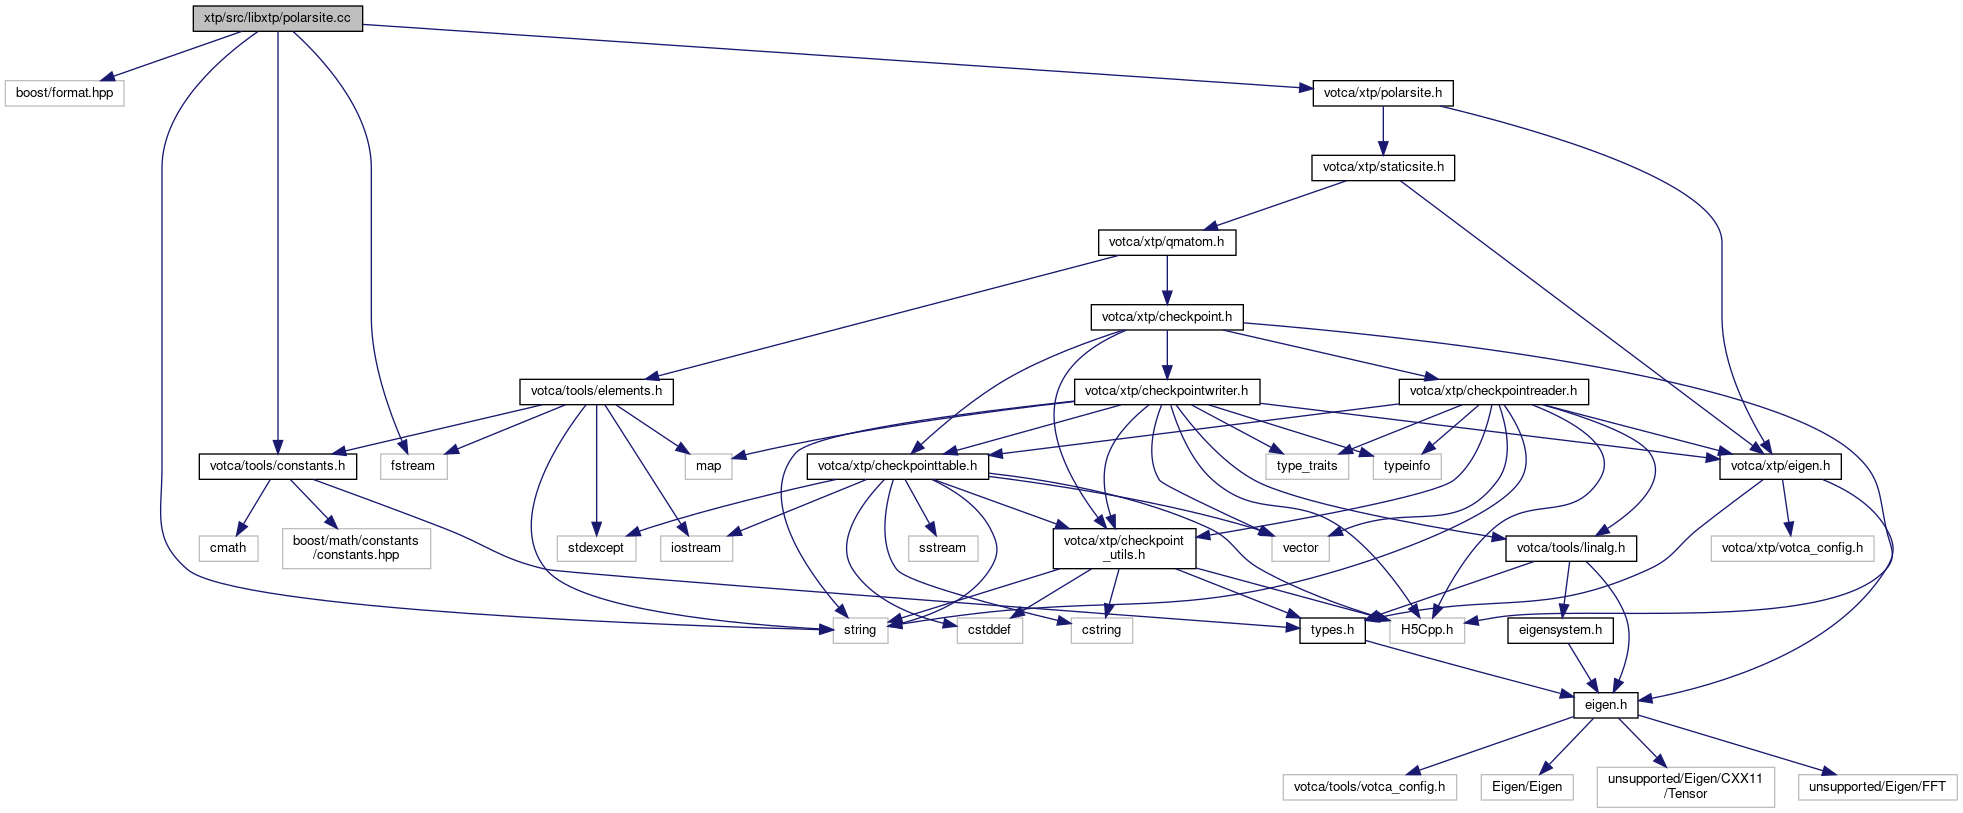 xtp/src/libxtp/polarsite.cc
boost/format.hpp
votca/xtp/polarsite.h
votca/xtp/staticsite.h
votca/xtp/qmatom.h
votca/xtp/checkpoint.h
votca/tools/elements.h
votca/xtp/checkpointwriter.h
votca/xtp/checkpointreader.h
votca/tools/constants.h
fstream
map
votca/xtp/checkpointtable.h
type_traits
typeinfo
votca/xtp/eigen.h
cmath
boost/math/constants
/constants.hpp
stdexcept
iostream
sstream
votca/xtp/checkpoint
_utils.h
vector
votca/tools/linalg.h
votca/xtp/votca_config.h
string
cstddef
cstring
types.h
H5Cpp.h
eigensystem.h
eigen.h
votca/tools/votca_config.h
Eigen/Eigen
unsupported/Eigen/CXX11
/Tensor
unsupported/Eigen/FFT